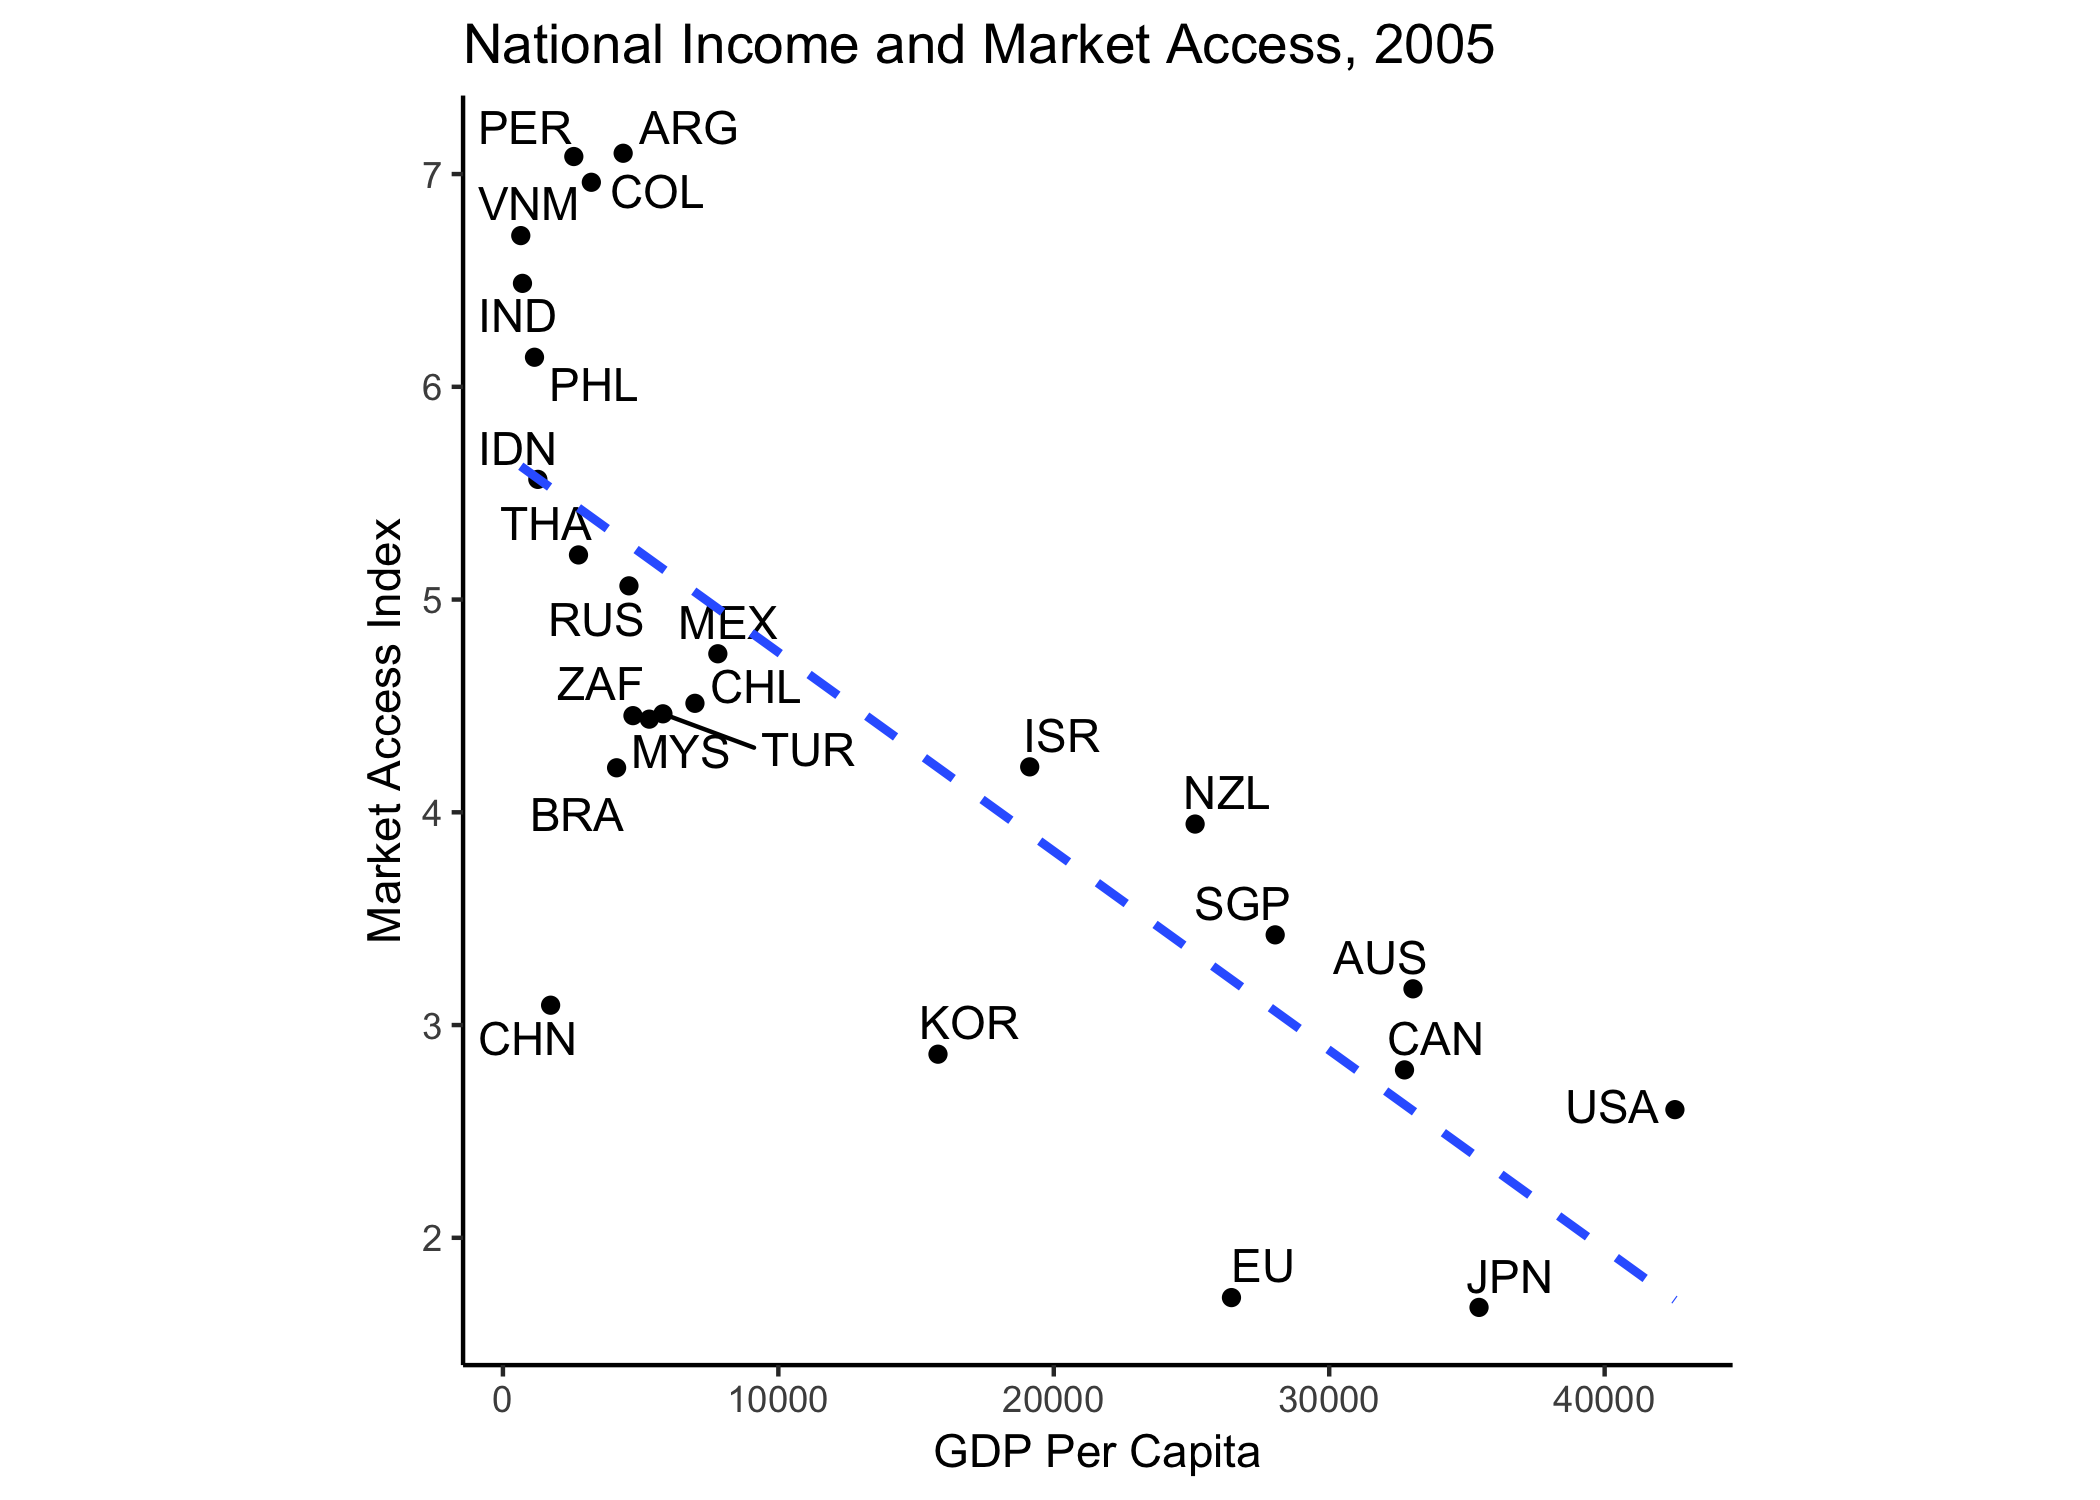 National Income and Market Access, 2005
PER
ARG
7
COL
VNM
IND
6
PHL
IDN
THA
5
RUS
MEX
ZAF
CHL
MYS
TUR
ISR
NZL
4
BRA
SGP
AUS
3
CHN
KOR
CAN
USA
2
EU
JPN
Market Access Index
0 10000 20000 30000 40000
GDP Per Capita